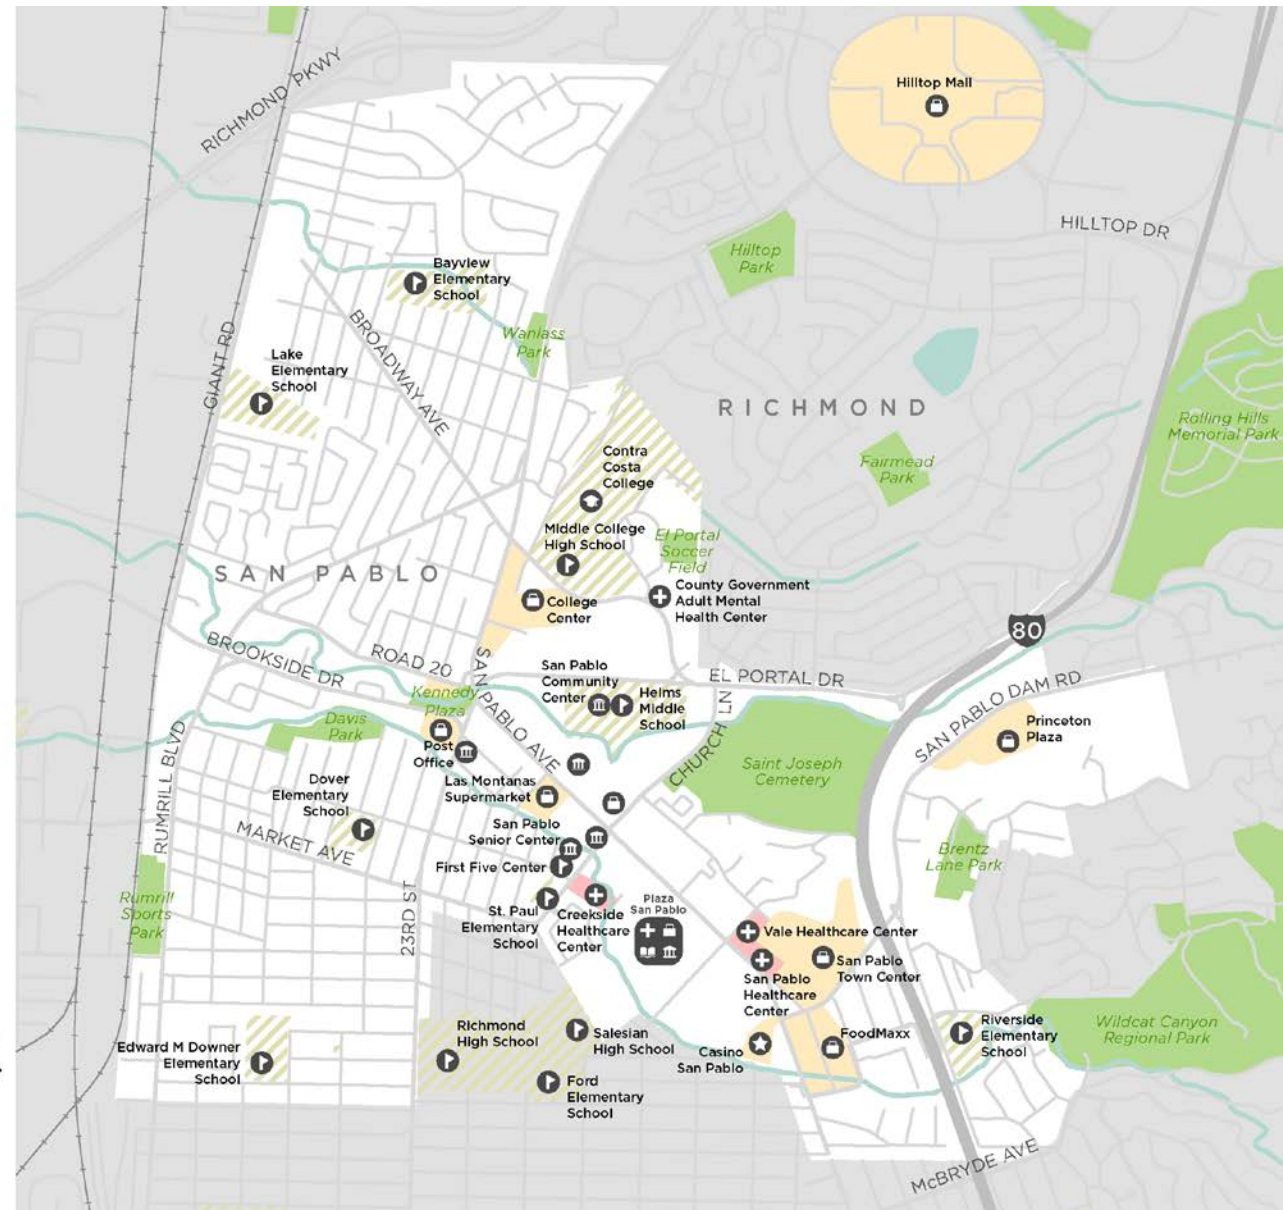 RICHMOND PKWY
Hilltop Mall
HILLTOP DR
Hilltop
Park
Bayview
Elementary
School
BROADWAY AVE
Wanlass
Park
GIANT RD
Lake
Elementary
School
RICHMOND
Rolling Hills
Memorial Park
Fairmead
Park
Contra
Costa
College
Middle College
High School
El Portal
Soccer
Field
SAN PABLO
County Government
Adult Mental
Health Center
College
Center
80
BROOKSIDE DR
ROAD 20
SAN PABLO AVE
San Pablo
Community
Center
Helms
Middle
School
EL PORTAL DR
CHURCH LN
SAN PABLO DAM RD
Princeton
Plaza
Kennedy
Plaza
Davis
Park
Post
Office
RUMRILL BLVD
Saint Joseph
Cemetery
Dover
Elementary
School
Las Montanas
Supermarket
MARKET AVE
San Pablo
Senior Center
First Five Center
Brentz
Lane Park
Rumrill
Sports
Park
23RD ST
St. Paul
Elementary
School
Creekside
Healthcare
Center
Plaza
San Pablo
Vale Healthcare Center
San Pablo
Town Center
San Pablo
Healthcare
Center
Richmond
High School
Salesian
High School
Casino
San Pablo
FoodMaxx
Riverside
Elementary
School
Wildcat Canyon
Regional Park
Edward M Downer
Elementary
School
Ford
Elementary
School
McBRYDE AVE